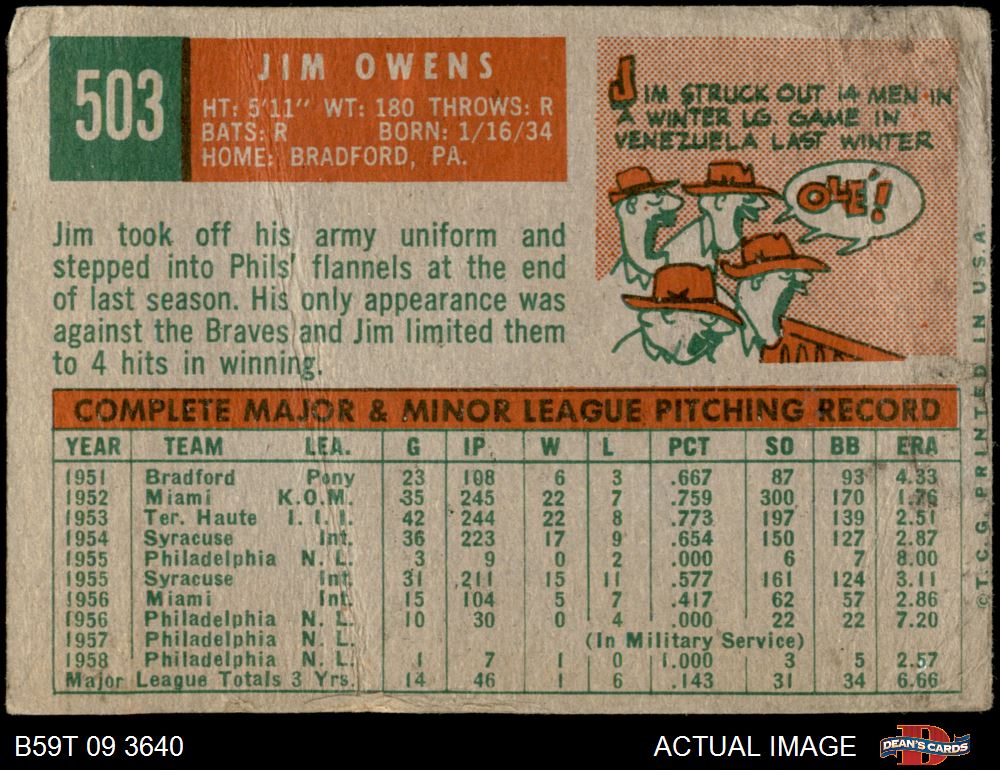 503
JIM OWENS
HT: 5'11" WT: 180 THROWS: R
BATS: R BORN: 1/16/34
HOME: BRADFORD, PA.
JIM STRUCK OUT 14 MEN IN
A WINTER LG. GAME IN
VENEZUELA LAST WINTER
OLÉ!
Jim took off his army uniform and
stepped into Phils' flannels at the end
of last season. His only appearance was
against the Braves and Jim limited them
to 4 hits in winning.
COMPLETE MAJOR & MINOR LEAGUE PITCHING RECORD
YEAR TEAM LEA. G IP W L PCT SO BB ERA
1951 Bradford Pony 23 108 6 3 .667 87 93 4.33
1952 Miami K.O.M. 35 245 22 7 .759 300 170 1.76
1953 Ter. Haute I.I.I. 42 244 22 8 .773 197 139 2.51
1954 Syracuse Int. 36 223 17 9 .654 150 127 2.87
1955 Philadelphia N. L. 3 9 0 2 .000 6 7 8.00
1955 Syracuse Int. 31 211 15 11 .577 161 124 3.11
1956 Miami Int. 15 104 5 7 .417 62 57 2.86
1956 Philadelphia N. L. 10 30 0 4 .000 22 22 7.20
1957 Philadelphia (In Military Service)
1958 Philadelphia N. L. 1 7 1 0 1.000 3 5 2.57
Major League Totals 3 Yrs. 14 46 1 6 .143 31 34 6.66
©T.C.G. PRINTED IN U.S.A.
B59T 09 3640
ACTUAL IMAGE
DEAN'S CARDS